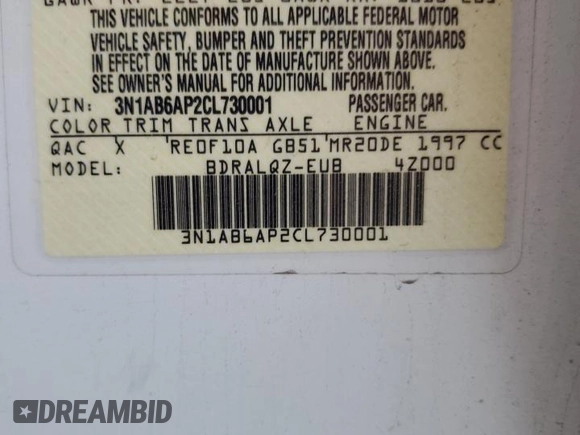 THIS VEHICLE CONFORMS TO ALL APPLICABLE FEDERAL MOTOR
VEHICLE SAFETY, BUMPER AND THEFT PREVENTION STANDARDS
IN EFFECT ON THE DATE OF MANUFACTURE SHOWN ABOVE.
SEE OWNER'S MANUAL FOR ADDITIONAL INFORMATION.
VIN: 3N1AB6AP2CL730001 PASSENGER CAR.
COLOR TRIM TRANS AXLE ENGINE
QAC X RE0F10A GB51 MR20DE 1997 CC
MODEL: BDRALQZ-EUB 4Z000
3N1AB6AP2CL730001
DREAMBID